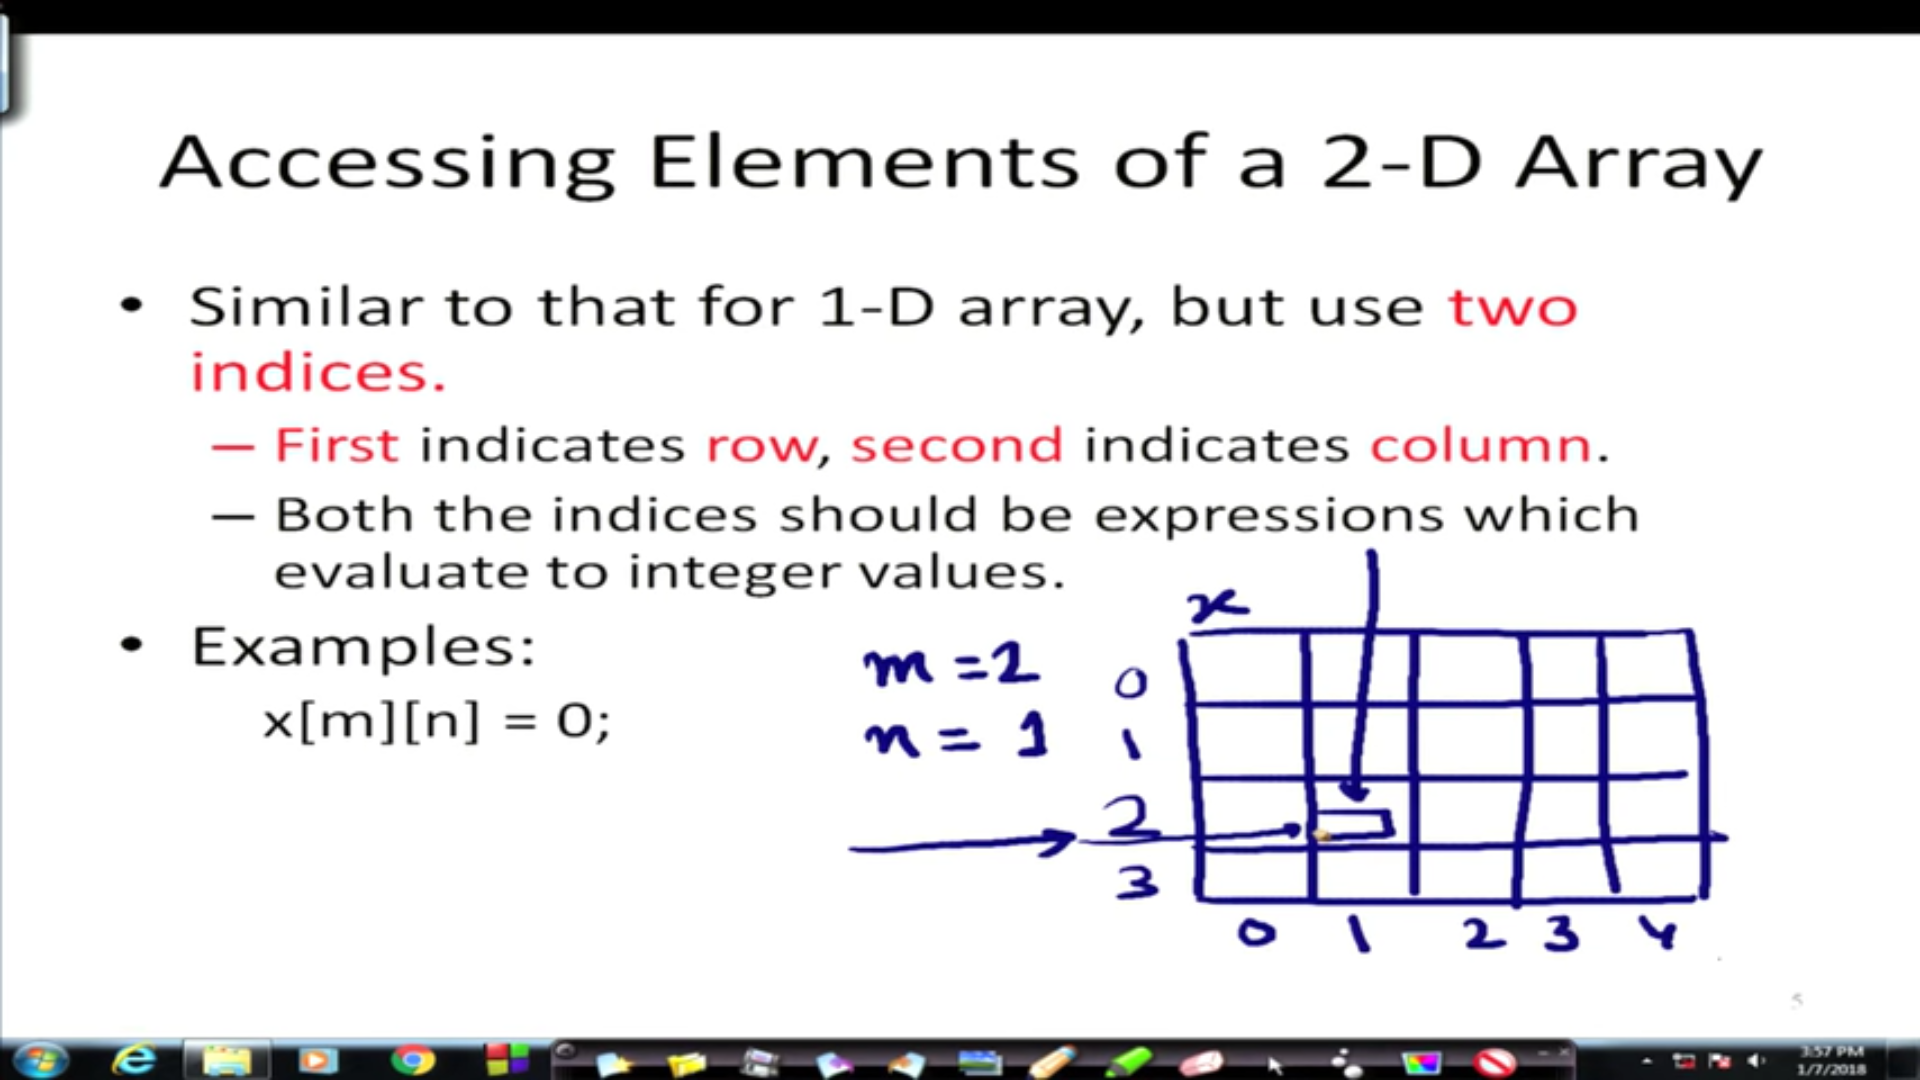 Accessing Elements of a 2-D Array
• Similar to that for 1-D array, but use two
indices.
– First indicates row, second indicates column.
– Both the indices should be expressions which
evaluate to integer values.
• Examples:
x[m][n] = 0;
m = 2
n = 1
x
0
1
2
3
0 1 2 3 4
5
3:57 PM
1/7/2018